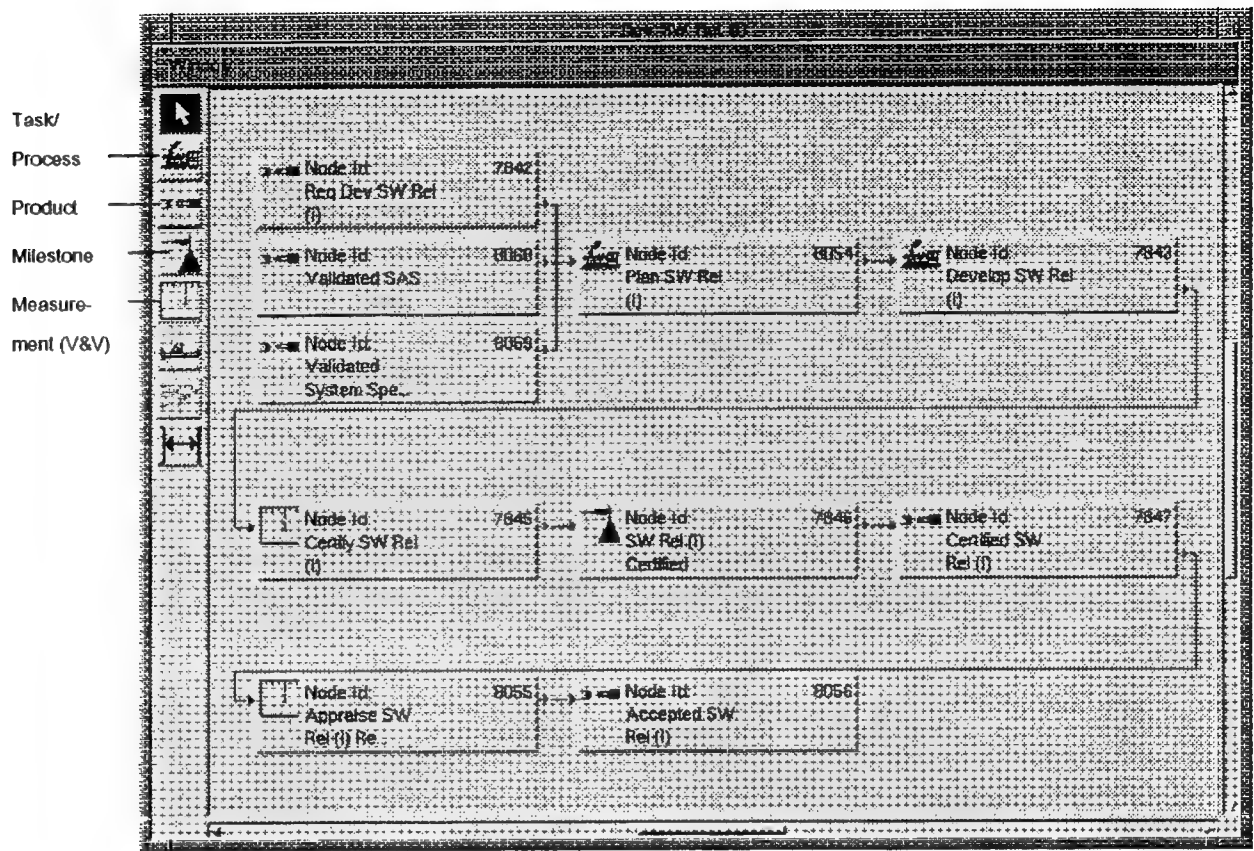 Task/
Process
Product
Milestone
Measure-
ment (V&V)
Node Id: 7842
Req Dev SW Rel
(I)
Node Id:
Validated SAS
Node Id:
Validated
System Spe..
Node Id: 8054
Plan SW Rel
(I)
Node Id: 7843
Develop SW Rel
(I)
Node Id: 7845
Certify SW Rel
(I)
Node Id: 7846
SW Rel (I)
Certified
Node Id: 7847
Certified SW
Rel (I)
Node Id: 8055
Appraise SW
Rel (I) Re..
Node Id: 8056
Accepted SW
Rel (I)